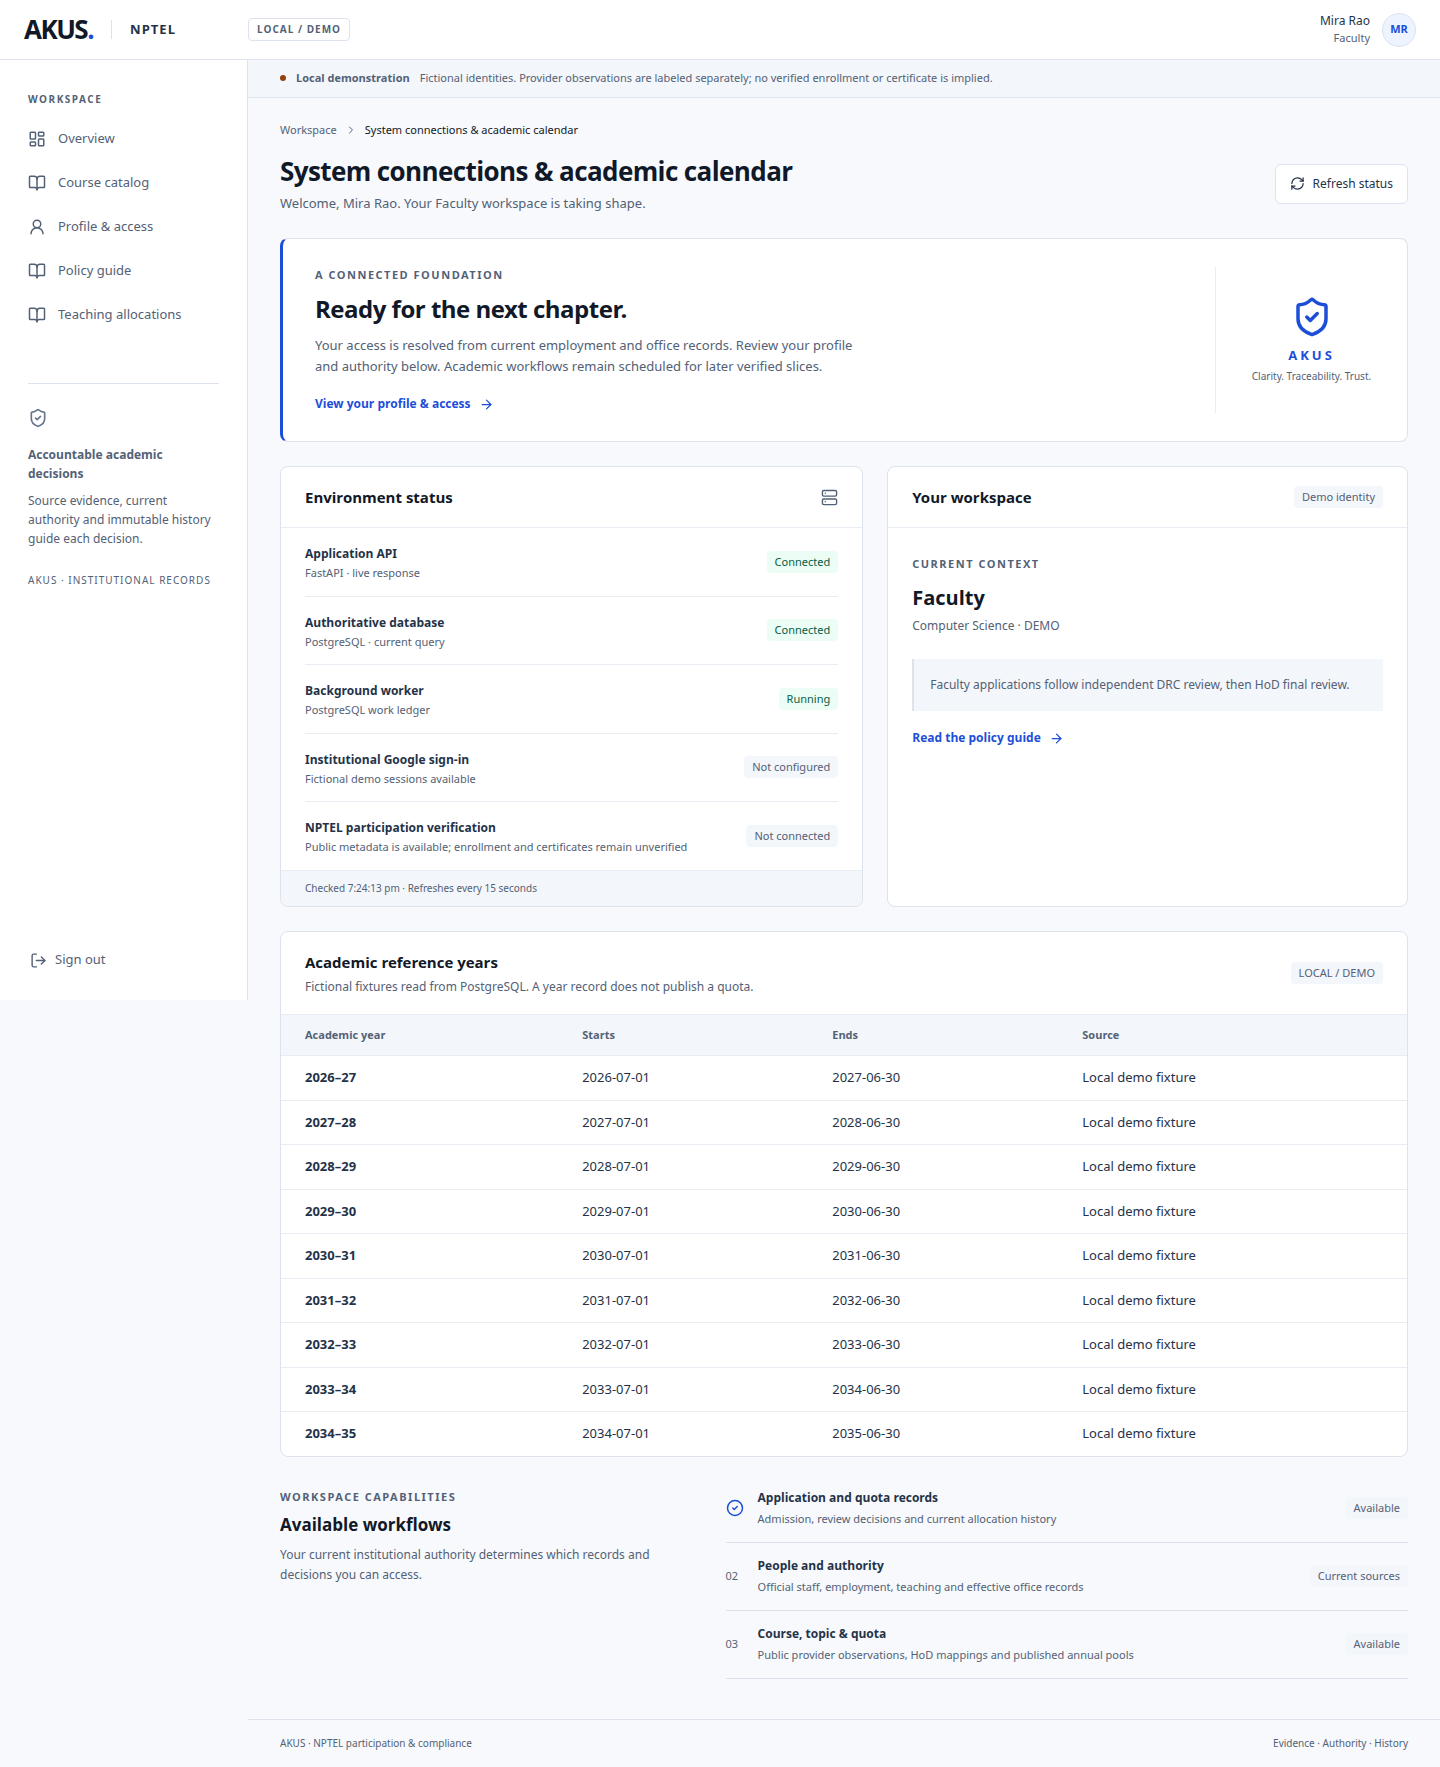 AKUS.
NPTEL
LOCAL / DEMO
Mira Rao
Faculty
MR
WORKSPACE
Overview
Course catalog
Profile & access
Policy guide
Teaching allocations
Accountable academic
decisions
Source evidence, current
authority and immutable history
guide each decision.
AKUS · INSTITUTIONAL RECORDS
Sign out
Local demonstration Fictional identities. Provider observations are labeled separately; no verified enrollment or certificate is implied.
Workspace > System connections & academic calendar
System connections & academic calendar
Welcome, Mira Rao. Your Faculty workspace is taking shape.
Refresh status
A CONNECTED FOUNDATION
Ready for the next chapter.
Your access is resolved from current employment and office records. Review your profile
and authority below. Academic workflows remain scheduled for later verified slices.
View your profile & access
AKUS
Clarity. Traceability. Trust.
Environment status
Application API
FastAPI · live response
Connected
Authoritative database
PostgreSQL · current query
Connected
Background worker
PostgreSQL work ledger
Running
Institutional Google sign-in
Fictional demo sessions available
Not configured
NPTEL participation verification
Public metadata is available; enrollment and certificates remain unverified
Not connected
Checked 7:24:13 pm · Refreshes every 15 seconds
Your workspace
Demo identity
CURRENT CONTEXT
Faculty
Computer Science · DEMO
Faculty applications follow independent DRC review, then HoD final review.
Read the policy guide
Academic reference years
Fictional fixtures read from PostgreSQL. A year record does not publish a quota.
LOCAL / DEMO
Academic year Starts Ends Source
2026–27 2026-07-01 2027-06-30 Local demo fixture
2027–28 2027-07-01 2028-06-30 Local demo fixture
2028–29 2028-07-01 2029-06-30 Local demo fixture
2029–30 2029-07-01 2030-06-30 Local demo fixture
2030–31 2030-07-01 2031-06-30 Local demo fixture
2031–32 2031-07-01 2032-06-30 Local demo fixture
2032–33 2032-07-01 2033-06-30 Local demo fixture
2033–34 2033-07-01 2034-06-30 Local demo fixture
2034–35 2034-07-01 2035-06-30 Local demo fixture
WORKSPACE CAPABILITIES
Available workflows
Your current institutional authority determines which records and
decisions you can access.
Application and quota records
Admission, review decisions and current allocation history
Available
02
People and authority
Official staff, employment, teaching and effective office records
Current sources
03
Course, topic & quota
Public provider observations, HoD mappings and published annual pools
Available
AKUS · NPTEL participation & compliance
Evidence · Authority · History